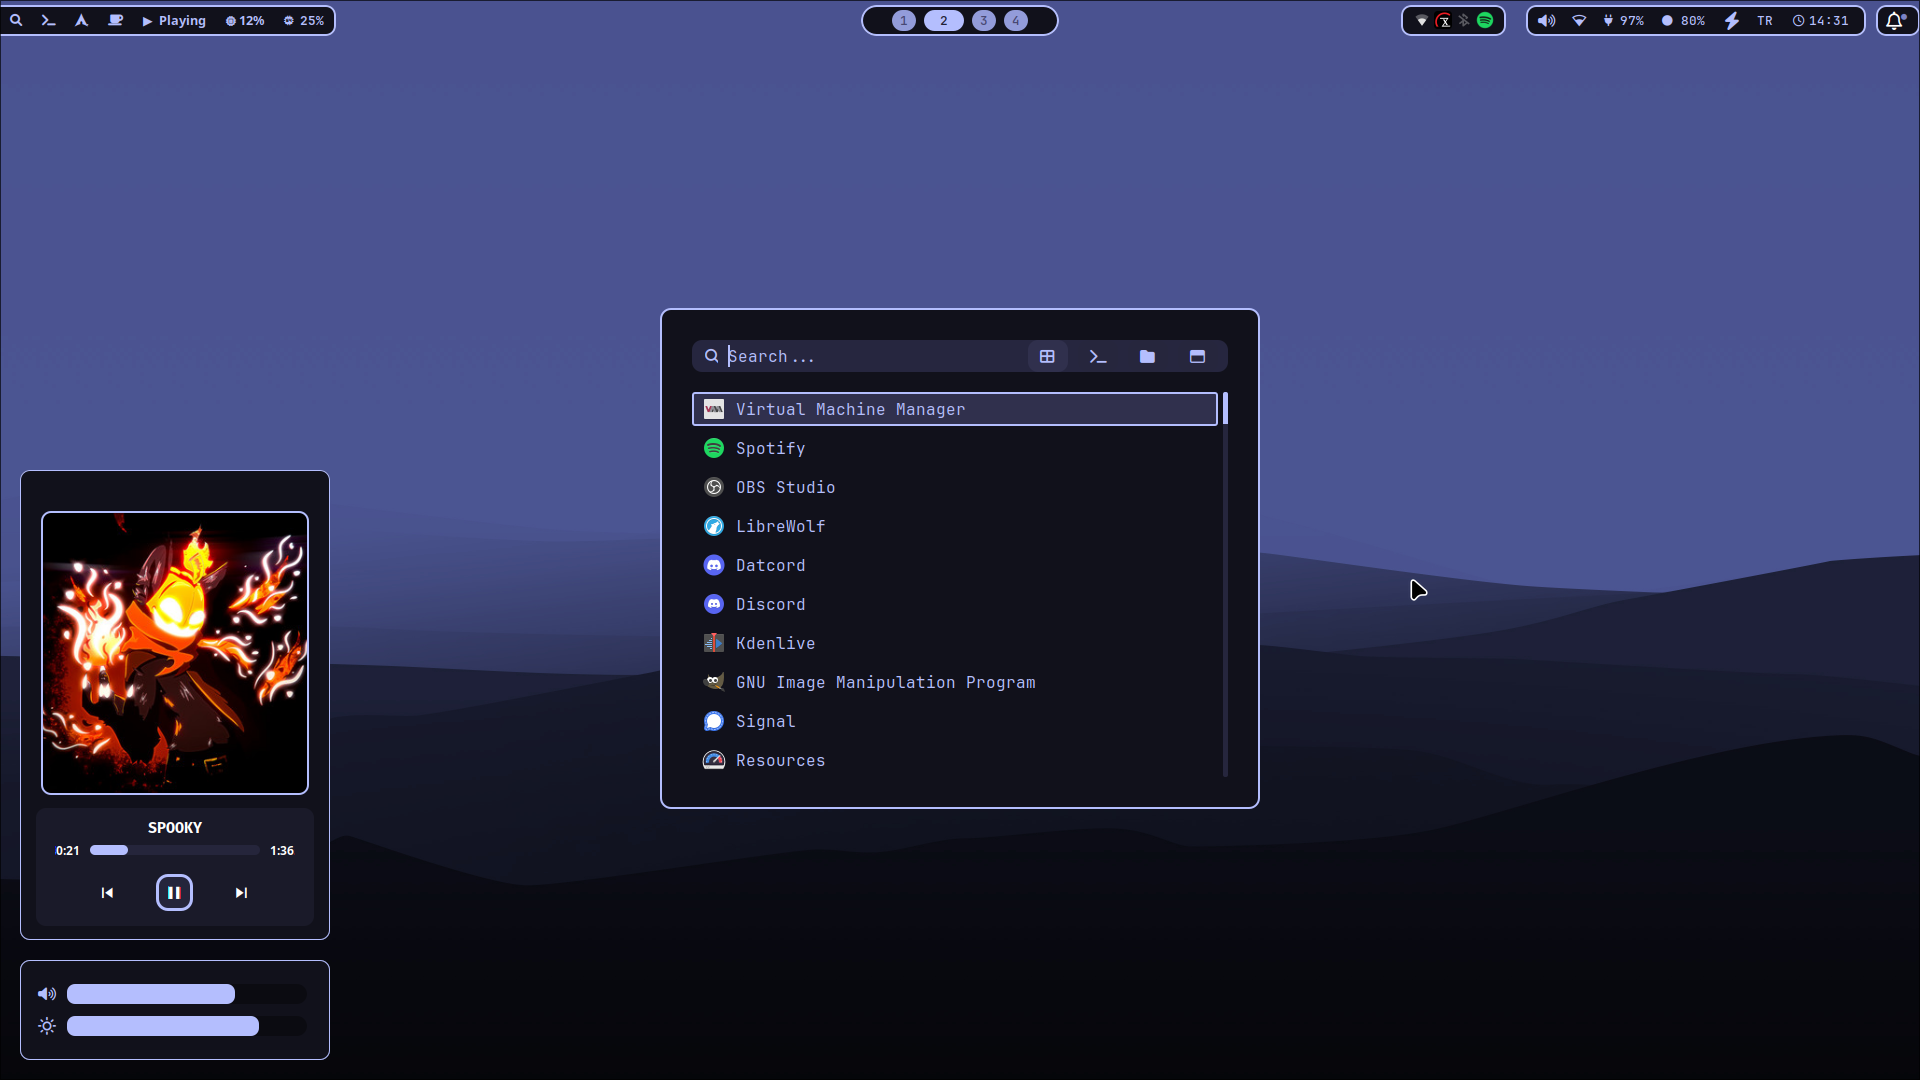 Playing 12% 25%
1 2 3 4
97% 80% TR 14:31
Search...
Virtual Machine Manager
Spotify
OBS Studio
LibreWolf
Datcord
Discord
Kdenlive
GNU Image Manipulation Program
Signal
Resources
SPOOKY
0:21 1:36